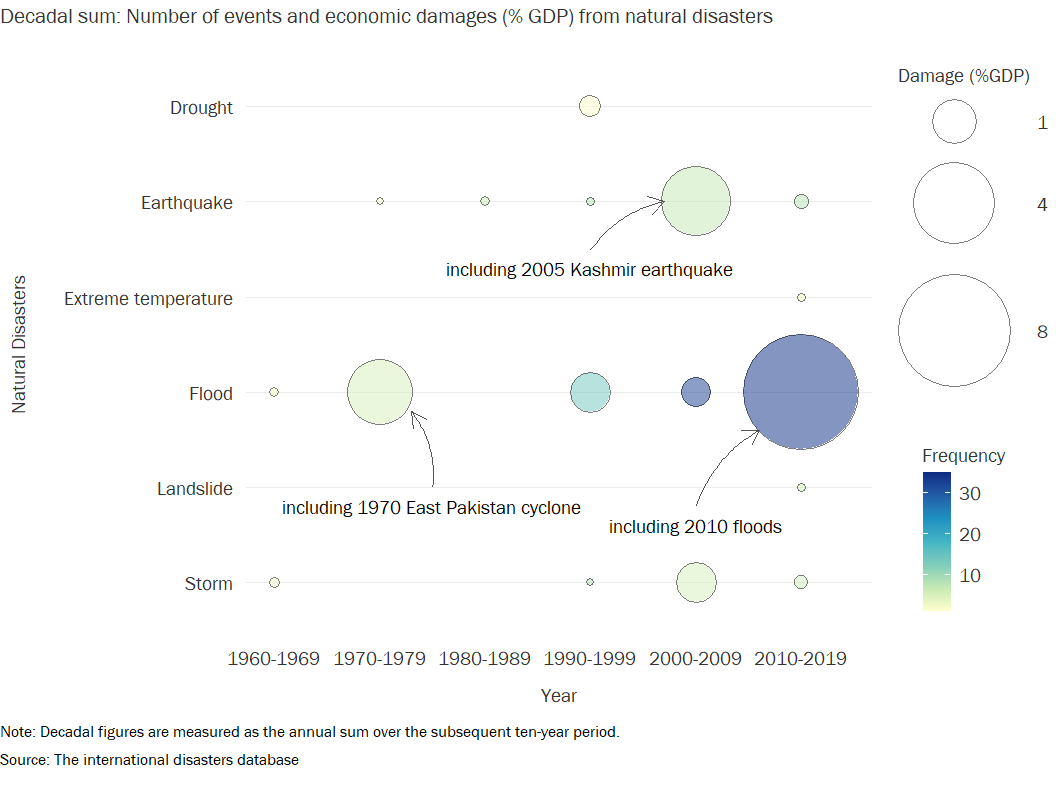 Decadal sum: Number of events and economic damages (% GDP) from natural disasters
Damage (%GDP)
1
4
8
Frequency
30
20
10
Natural Disasters
Drought
Earthquake
including 2005 Kashmir earthquake
Extreme temperature
Flood
Landslide
including 1970 East Pakistan cyclone
including 2010 floods
Storm
1960-1969 1970-1979 1980-1989 1990-1999 2000-2009 2010-2019
Year
Note: Decadal figures are measured as the annual sum over the subsequent ten-year period.
Source: The international disasters database